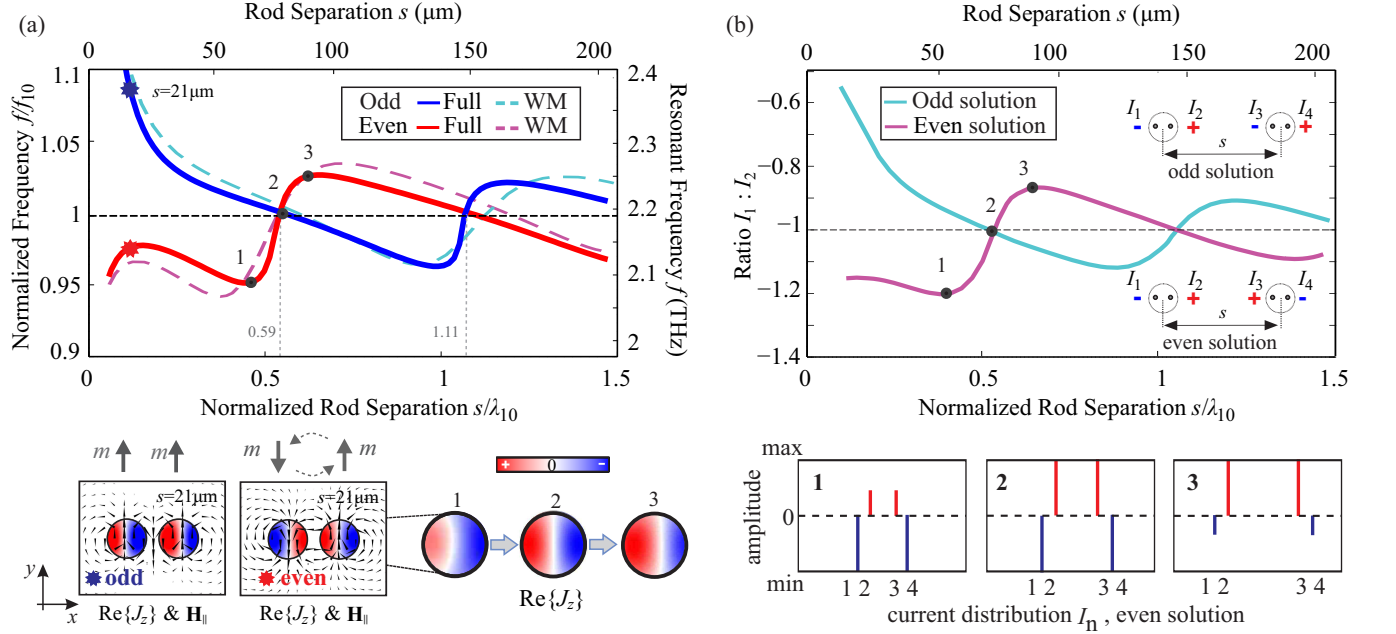 (a)
Rod Separation s (μm)
0 50 100 150 200
1.1
1.05
1
0.95
0.9
Normalized Frequency f/f10
2.4
2.3
2.2
2.1
2
Resonant Frequency f (THz)
s=21μm
Odd Full WM
Even Full WM
1
2
3
0.59
1.11
0 0.5 1 1.5
Normalized Rod Separation s/λ10
m m
m m
s=21μm
odd
Re{Jz} & H∥
s=21μm
even
Re{Jz} & H∥
y
x
+ 0 −
1 2 3
Re{Jz}
(b)
Rod Separation s (μm)
0 50 100 150 200
−0.6
−0.8
−1
−1.2
−1.4
Ratio I1 : I2
Odd solution
Even solution
I1 I2 I3 I4
- + - +
s
odd solution
1
2
3
I1 I2 I3 I4
- + + -
s
even solution
0 0.5 1 1.5
Normalized Rod Separation s/λ10
max
0
min
amplitude
1 2 3
1 2 3 4
1 2 3 4
1 2 3 4
current distribution In, even solution